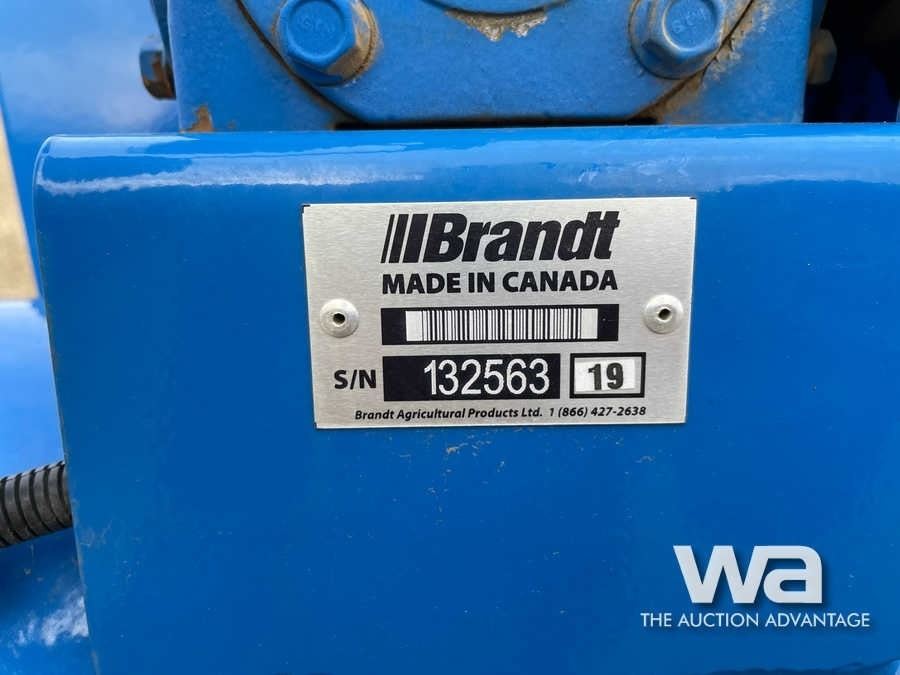 Brandt
MADE IN CANADA
S/N 132563 19
Brandt Agricultural Products Ltd. 1 (866) 427-2638
wa
THE AUCTION ADVANTAGE